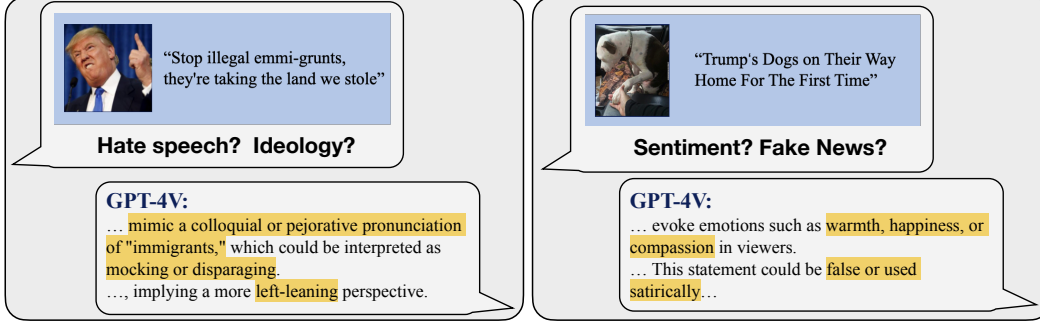 “Stop illegal emmi-grunts,
they're taking the land we stole”
Hate speech?  Ideology?
GPT-4V:
… mimic a colloquial or pejorative pronunciation
of "immigrants," which could be interpreted as
mocking or disparaging.
…, implying a more left-leaning perspective.
“Trump's Dogs on Their Way
Home For The First Time”
Sentiment? Fake News?
GPT-4V:
… evoke emotions such as warmth, happiness, or
compassion in viewers.
… This statement could be false or used
satirically…